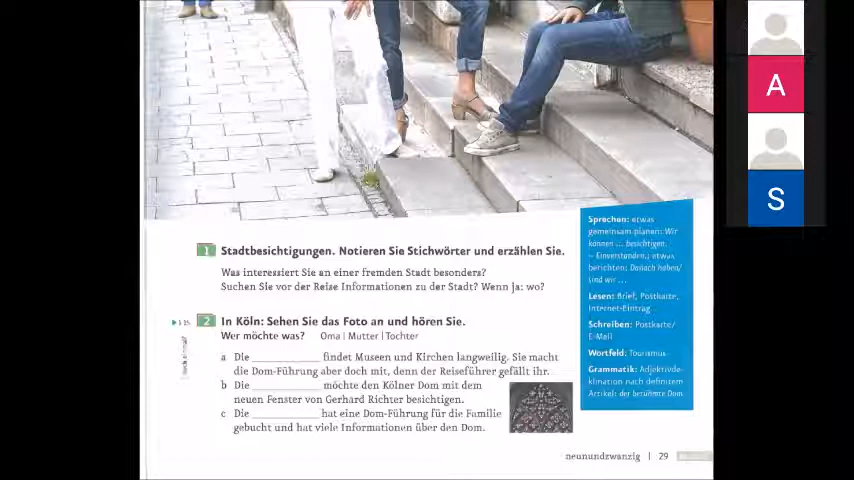 A
S
1 Stadtbesichtigungen. Notieren Sie Stichwörter und erzählen Sie.
Was interessiert Sie an einer fremden Stadt besonders?
Suchen Sie vor der Reise Informationen zu der Stadt? Wenn ja: wo?
2 In Köln: Sehen Sie das Foto an und hören Sie.
Wer möchte was? Oma | Mutter | Tochter
a Die __________ findet Museen und Kirchen langweilig. Sie macht
die Dom-Führung aber doch mit, denn der Reiseführer gefällt ihr.
b Die __________ möchte den Kölner Dom mit dem
neuen Fenster von Gerhard Richter besichtigen.
c Die __________ hat eine Dom-Führung für die Familie
gebucht und hat viele Informationen über den Dom.
Sprechen: etwas
gemeinsam planen: Wir
können ... besichtigen.
– Einverstanden.; etwas
berichten: Danach haben/
sind wir ...
Lesen: Brief, Postkarte,
Internet-Eintrag
Schreiben: Postkarte/
E-Mail
Wortfeld: Tourismus
Grammatik: Adjektivde-
klination nach definitem
Artikel: der berühmte Dom
neunundzwanzig | 29